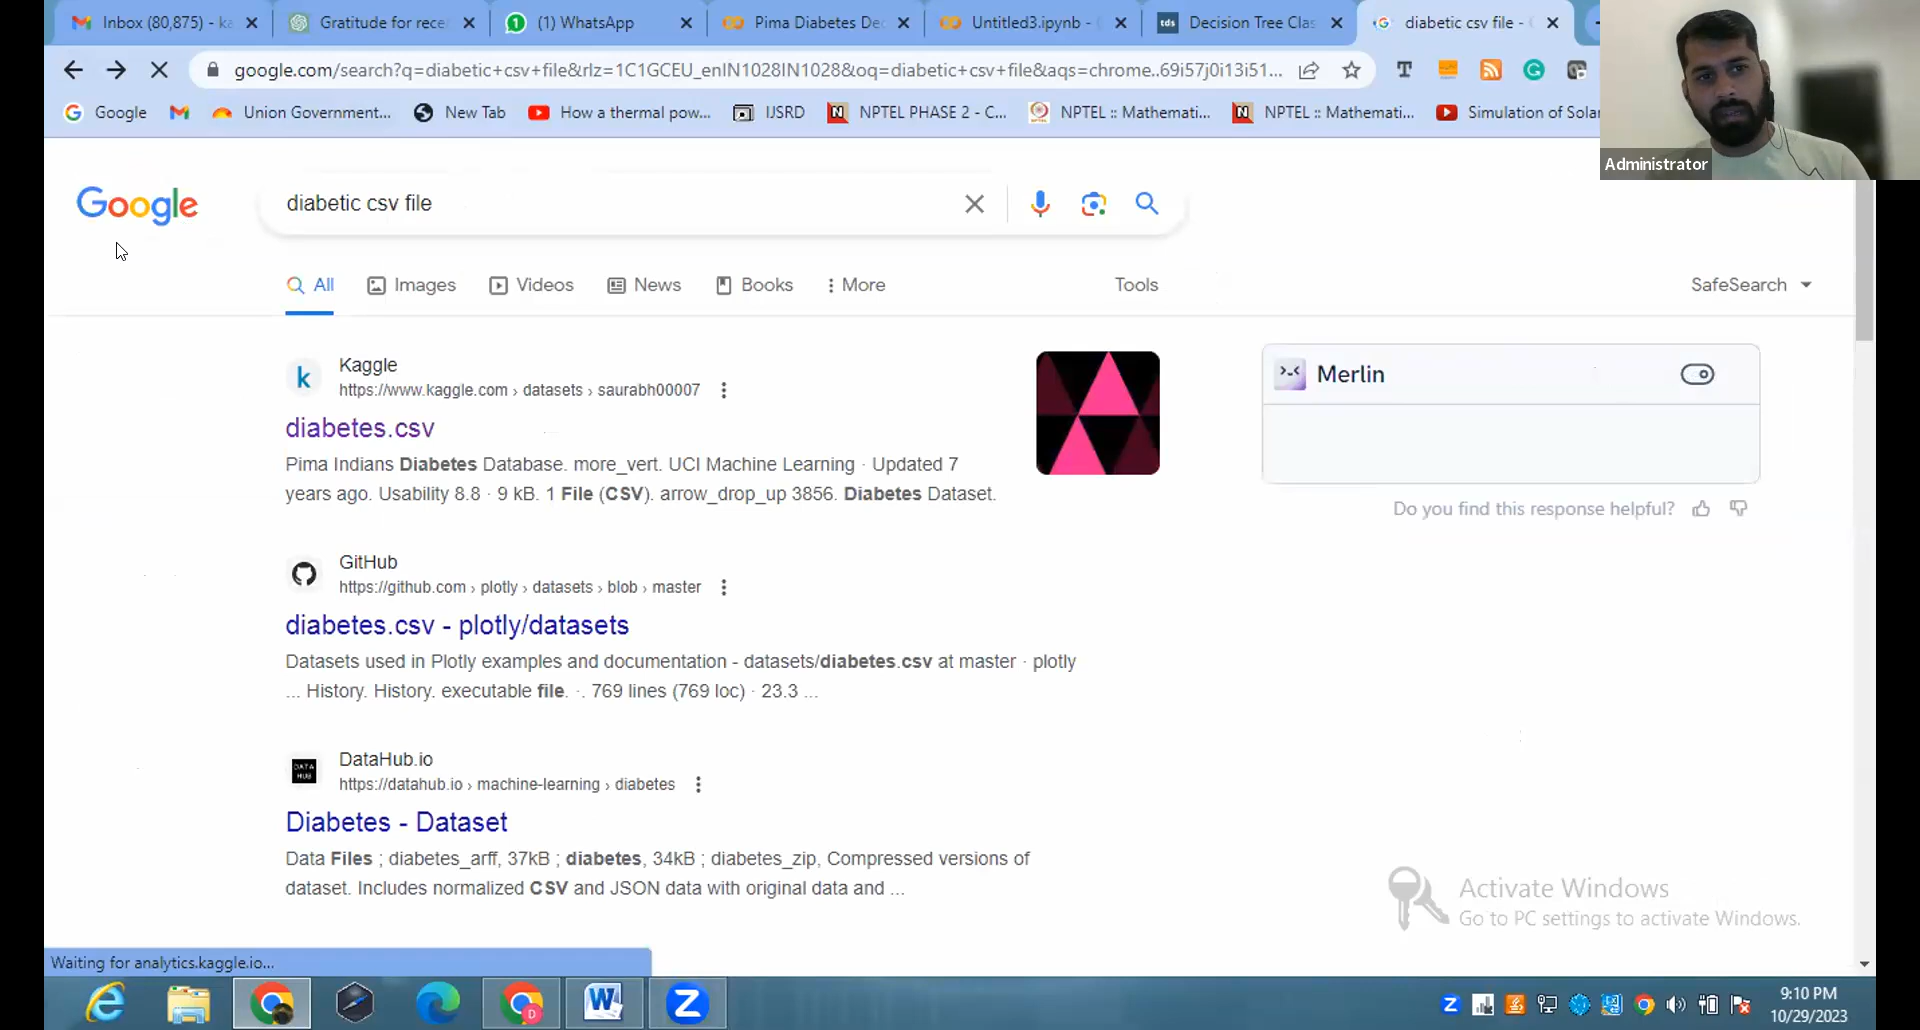 Inbox (80,875) - ka
Gratitude for rece
(1) WhatsApp
Pima Diabetes Dec
Untitled3.ipynb -
Decision Tree Clas
diabetic csv file -
google.com/search?q=diabetic+csv+file&rlz=1C1GCEU_enIN1028IN1028&oq=diabetic+csv+file&aqs=chrome..69i57j0i13i51...
Google
Union Government...
New Tab
How a thermal pow...
IJSRD
NPTEL PHASE 2 - C...
NPTEL :: Mathemati...
NPTEL :: Mathemati...
Simulation of Solar
Administrator
Google
diabetic csv file
All
Images
Videos
News
Books
More
Tools
SafeSearch
Kaggle
https://www.kaggle.com › datasets › saurabh00007
diabetes.csv
Pima Indians Diabetes Database. more_vert. UCI Machine Learning · Updated 7
years ago. Usability 8.8 · 9 kB. 1 File (CSV). arrow_drop_up 3856. Diabetes Dataset.
Merlin
Do you find this response helpful?
GitHub
https://github.com › plotly › datasets › blob › master
diabetes.csv - plotly/datasets
Datasets used in Plotly examples and documentation - datasets/diabetes.csv at master · plotly
... History. History. executable file. ·. 769 lines (769 loc) · 23.3 ...
DataHub.io
https://datahub.io › machine-learning › diabetes
Diabetes - Dataset
Data Files ; diabetes_arff, 37kB ; diabetes, 34kB ; diabetes_zip, Compressed versions of
dataset. Includes normalized CSV and JSON data with original data and ...
Activate Windows
Go to PC settings to activate Windows.
Waiting for analytics.kaggle.io...
9:10 PM
10/29/2023